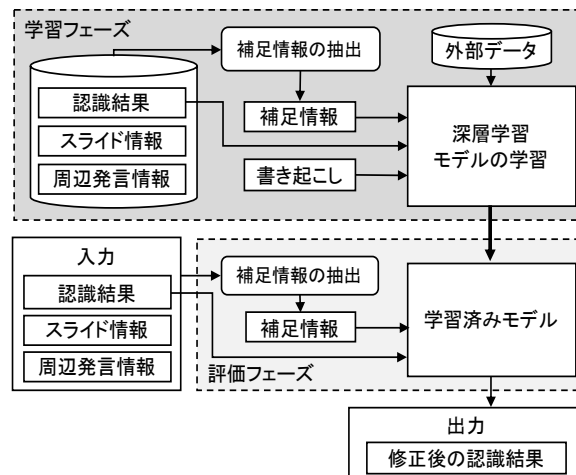 学習フェーズ
補足情報の抽出
外部データ
認識結果
スライド情報
周辺発言情報
補足情報
書き起こし
深層学習
モデルの学習
入力
認識結果
スライド情報
周辺発言情報
補足情報の抽出
補足情報
学習済みモデル
評価フェーズ
出力
修正後の認識結果